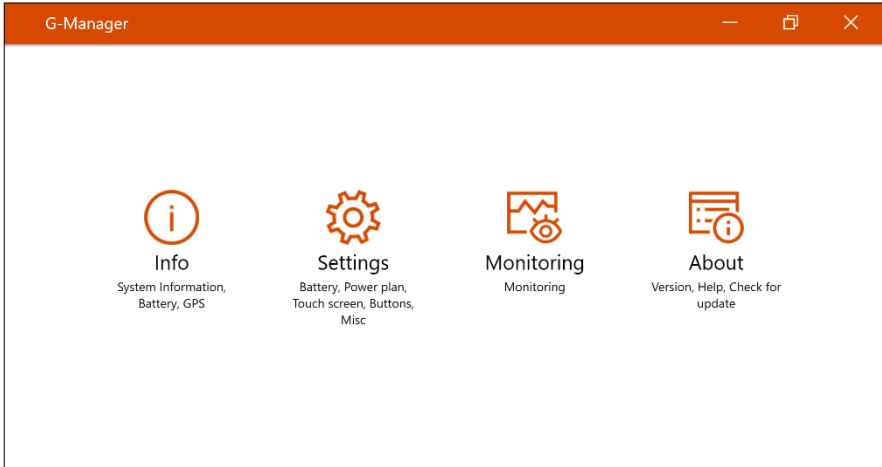 G-Manager
Info
System Information,
Battery, GPS
Settings
Battery, Power plan,
Touch screen, Buttons,
Misc
Monitoring
Monitoring
About
Version, Help, Check for
update